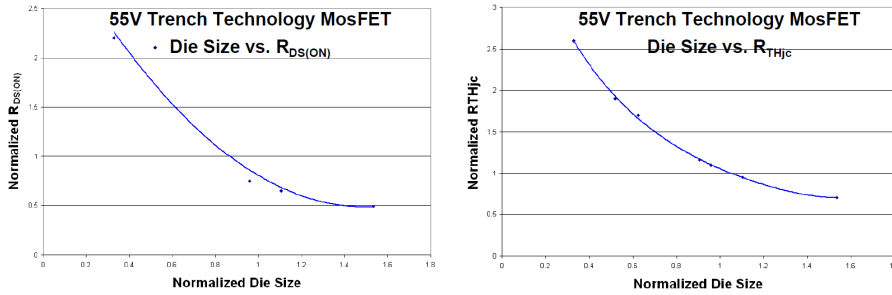 55V Trench Technology MosFET
Die Size vs. R_DS(ON)
Normalized R_DS(ON)
2.5
2
1.5
1
0.5
0
0 0.2 0.4 0.6 0.8 1 1.2 1.4 1.6 1.8
Normalized Die Size
55V Trench Technology MosFET
Die Size vs. R_THjc
Normalized RTHjc
3
2.5
2
1.5
1
0.5
0
0 0.2 0.4 0.6 0.8 1 1.2 1.4 1.6 1.8
Normalized Die Size